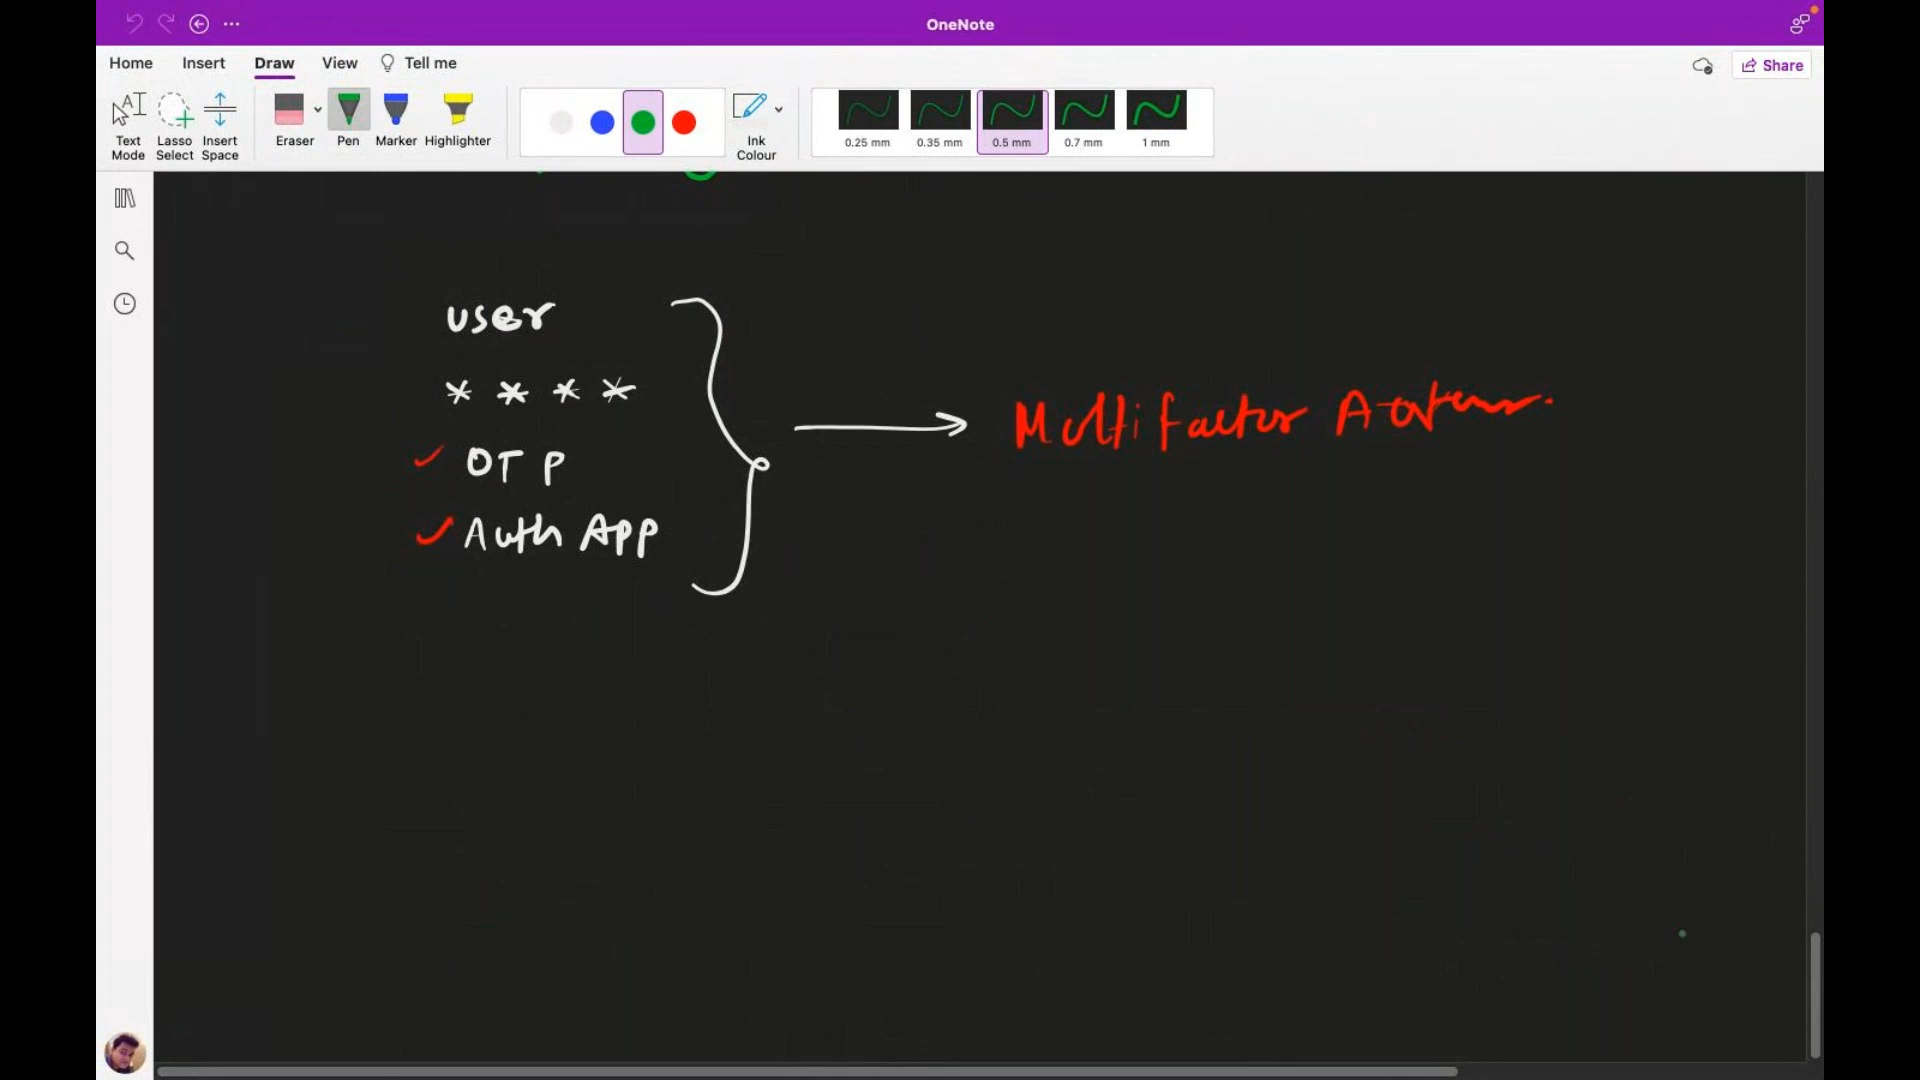 OneNote
Home Insert Draw View Tell me
Share
Text Mode
Lasso Select
Insert Space
Eraser
Pen
Marker
Highlighter
Ink Colour
0.25 mm
0.35 mm
0.5 mm
0.7 mm
1 mm
user
* * * *
OTP
Auth App
Multifactor